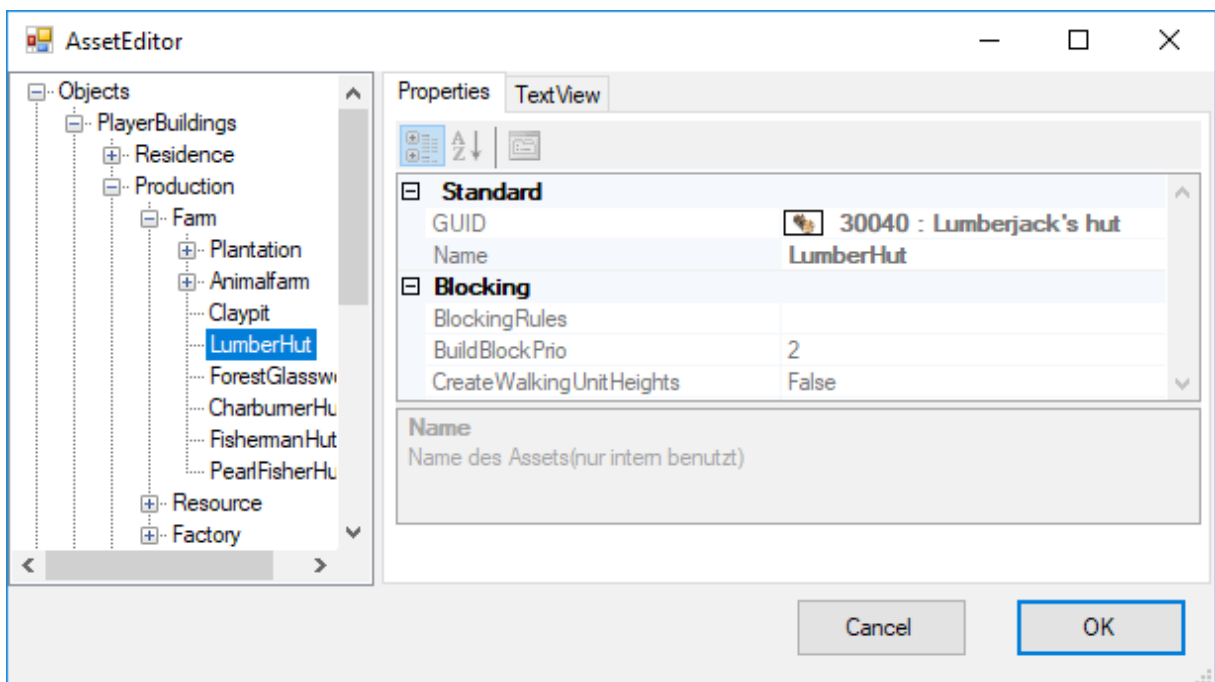 AssetEditor
Objects
PlayerBuildings
Residence
Production
Farm
Plantation
Animalfarm
Claypit
LumberHut
ForestGlassw
CharburnerHu
FishermanHut
PearlFisherHu
Resource
Factory
Properties
TextView
Standard
GUID 30040 : Lumberjack's hut
Name LumberHut
Blocking
BlockingRules
BuildBlockPrio 2
CreateWalkingUnitHeights False
Name
Name des Assets(nur intern benutzt)
Cancel
OK